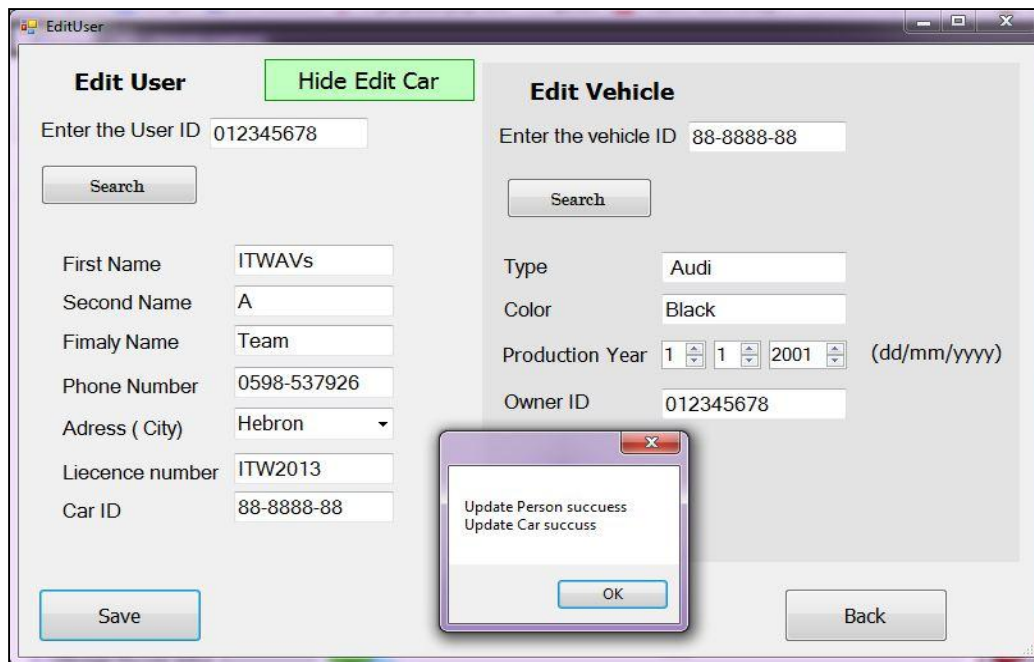 EditUser
Edit User
Hide Edit Car
Enter the User ID 012345678
Search
First Name ITWAVs
Second Name A
Fimaly Name Team
Phone Number 0598-537926
Adress ( City) Hebron
Liecence number ITW2013
Car ID 88-8888-88
Save
Edit Vehicle
Enter the vehicle ID 88-8888-88
Search
Type Audi
Color Black
Production Year 1 1 2001 (dd/mm/yyyy)
Owner ID 012345678
Update Person succuess
Update Car succuss
OK
Back